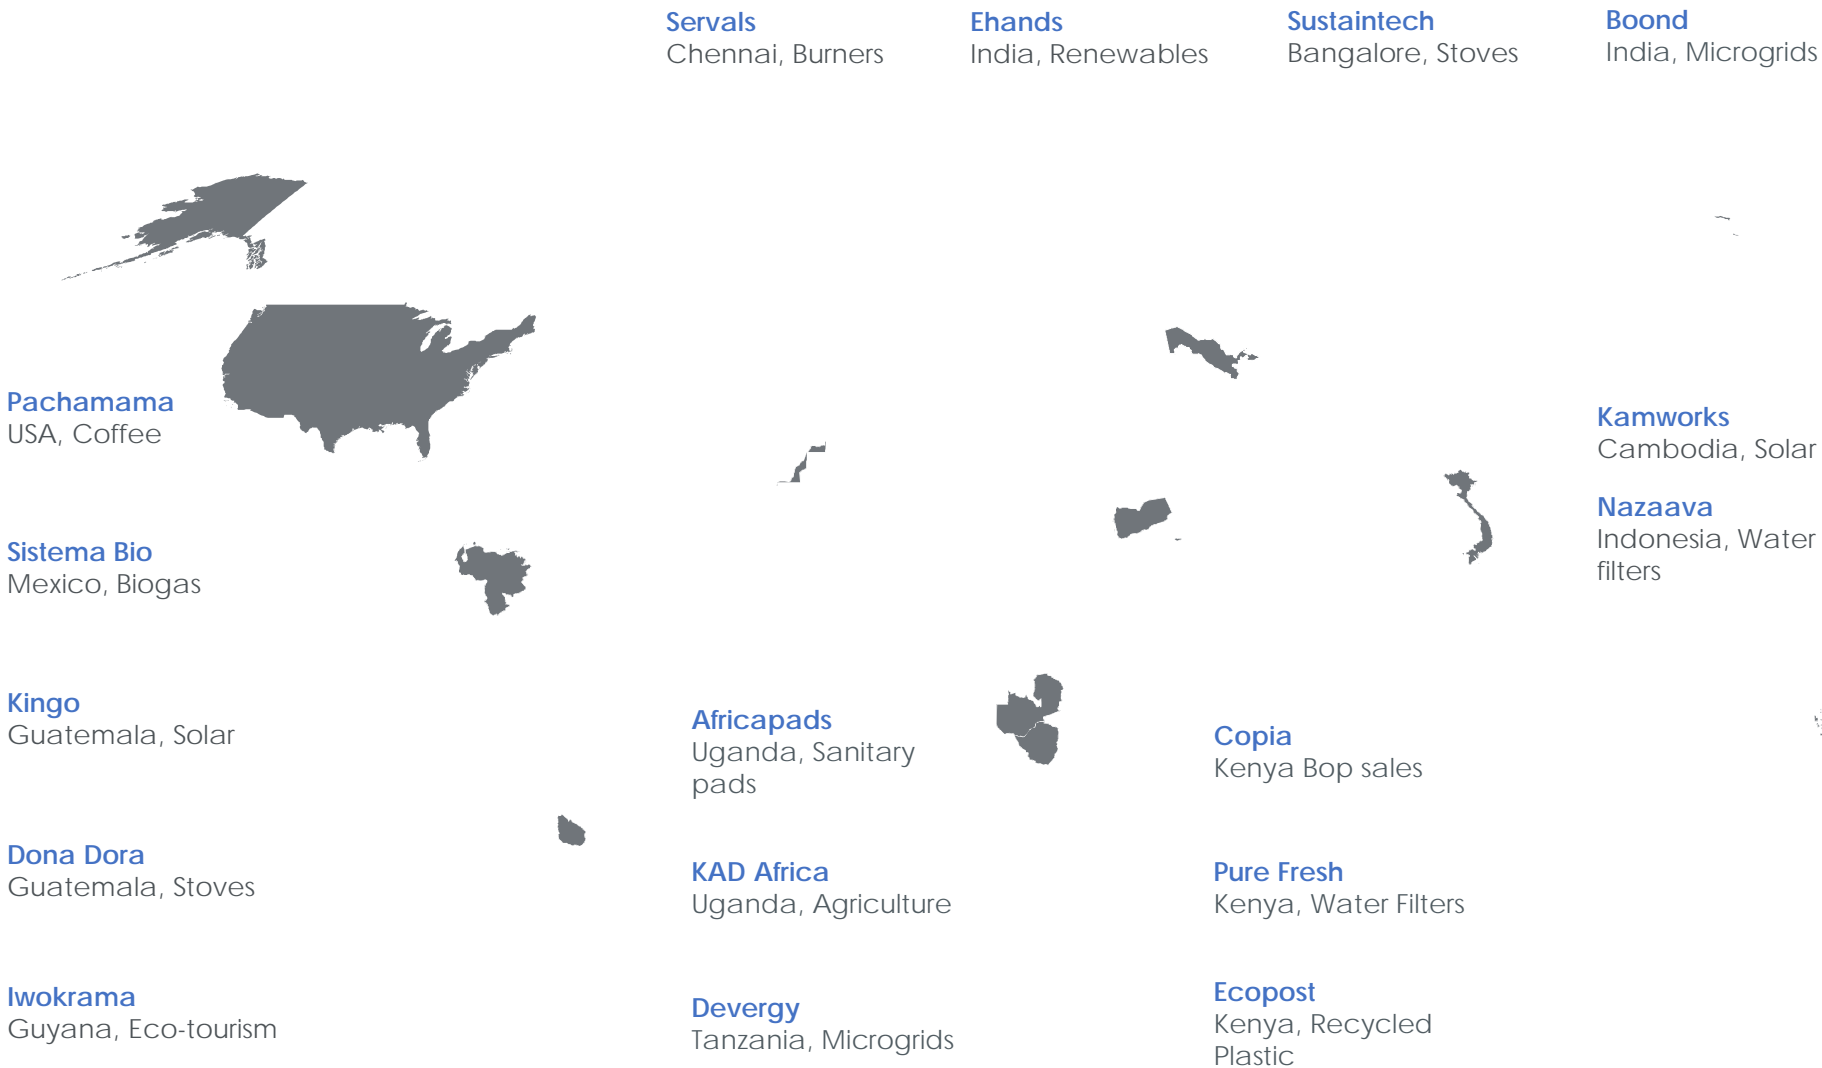 Servals
Chennai, Burners
Ehands
India, Renewables
Sustaintech
Bangalore, Stoves
Boond
India, Microgrids
Pachamama
USA, Coffee
Sistema Bio
Mexico, Biogas
Kingo
Guatemala, Solar
Dona Dora
Guatemala, Stoves
Iwokrama
Guyana, Eco-tourism
Africapads
Uganda, Sanitary
pads
KAD Africa
Uganda, Agriculture
Devergy
Tanzania, Microgrids
Copia
Kenya Bop sales
Pure Fresh
Kenya, Water Filters
Ecopost
Kenya, Recycled
Plastic
Kamworks
Cambodia, Solar
Nazaava
Indonesia, Water
filters